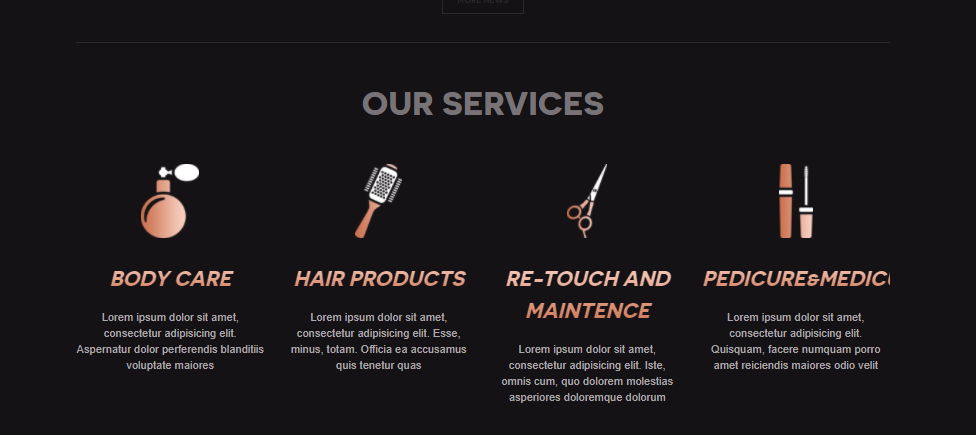 MORE NEWS
OUR SERVICES
BODY CARE
Lorem ipsum dolor sit amet,
consectetur adipisicing elit.
Aspernatur dolor perferendis blanditiis
voluptate maiores
HAIR PRODUCTS
Lorem ipsum dolor sit amet,
consectetur adipisicing elit. Esse,
minus, totam. Officia ea accusamus
quis tenetur quas
RE-TOUCH AND
MAINTENCE
Lorem ipsum dolor sit amet,
consectetur adipisicing elit. Iste,
omnis cum, quo dolorem molestias
asperiores doloremque dolorum
PEDICURE&MEDIC
Lorem ipsum dolor sit amet,
consectetur adipisicing elit.
Quisquam, facere numquam porro
amet reiciendis maiores odio velit